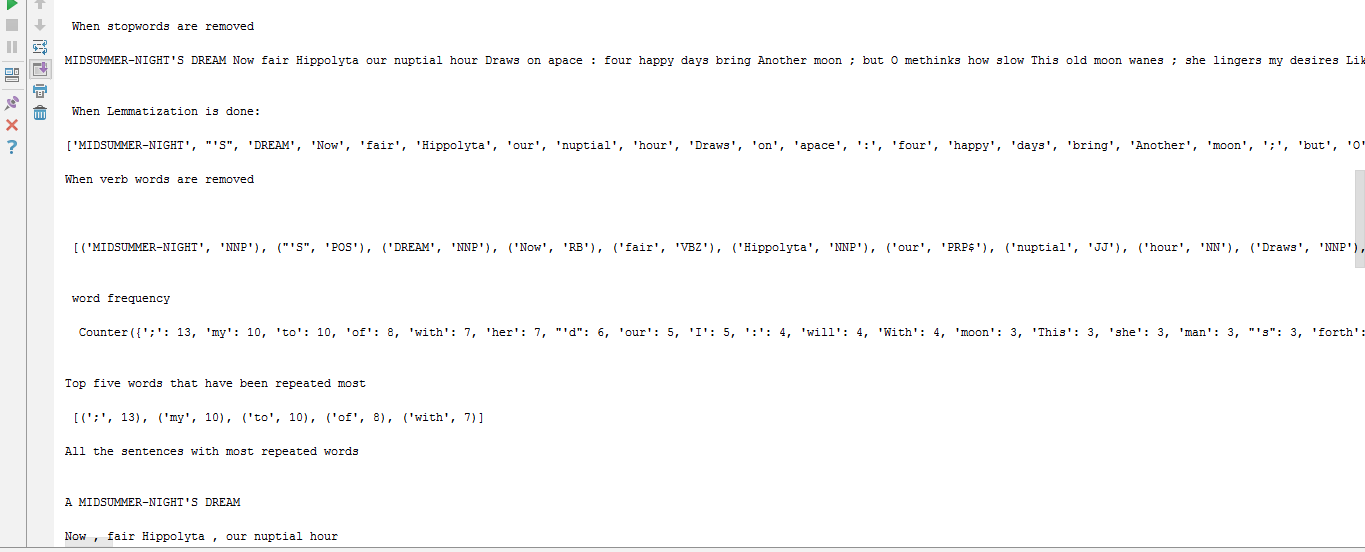 When stopwords are removed
MIDSUMMER-NIGHT'S DREAM Now fair Hippolyta our nuptial hour Draws on apace : four happy days bring Another moon ; but O methinks how slow This old moon wanes ; she lingers my desires Lik
When Lemmatization is done:
['MIDSUMMER-NIGHT', "'S", 'DREAM', 'Now', 'fair', 'Hippolyta', 'our', 'nuptial', 'hour', 'Draws', 'on', 'apace', ':', 'four', 'happy', 'days', 'bring', 'Another', 'moon', ';', 'but', 'O'
When verb words are removed
[('MIDSUMMER-NIGHT', 'NNP'), ("'S", 'POS'), ('DREAM', 'NNP'), ('Now', 'RB'), ('fair', 'VBZ'), ('Hippolyta', 'NNP'), ('our', 'PRP$'), ('nuptial', 'JJ'), ('hour', 'NN'), ('Draws', 'NNP'),
word frequency
Counter({';': 13, 'my': 10, 'to': 10, 'of': 8, 'with': 7, 'her': 7, "'d": 6, 'our': 5, 'I': 5, ':': 4, 'will': 4, 'With': 4, 'moon': 3, 'This': 3, 'she': 3, 'man': 3, "'s": 3, 'forth':
Top five words that have been repeated most
[(';', 13), ('my', 10), ('to', 10), ('of', 8), ('with', 7)]
All the sentences with most repeated words
A MIDSUMMER-NIGHT'S DREAM
Now , fair Hippolyta , our nuptial hour